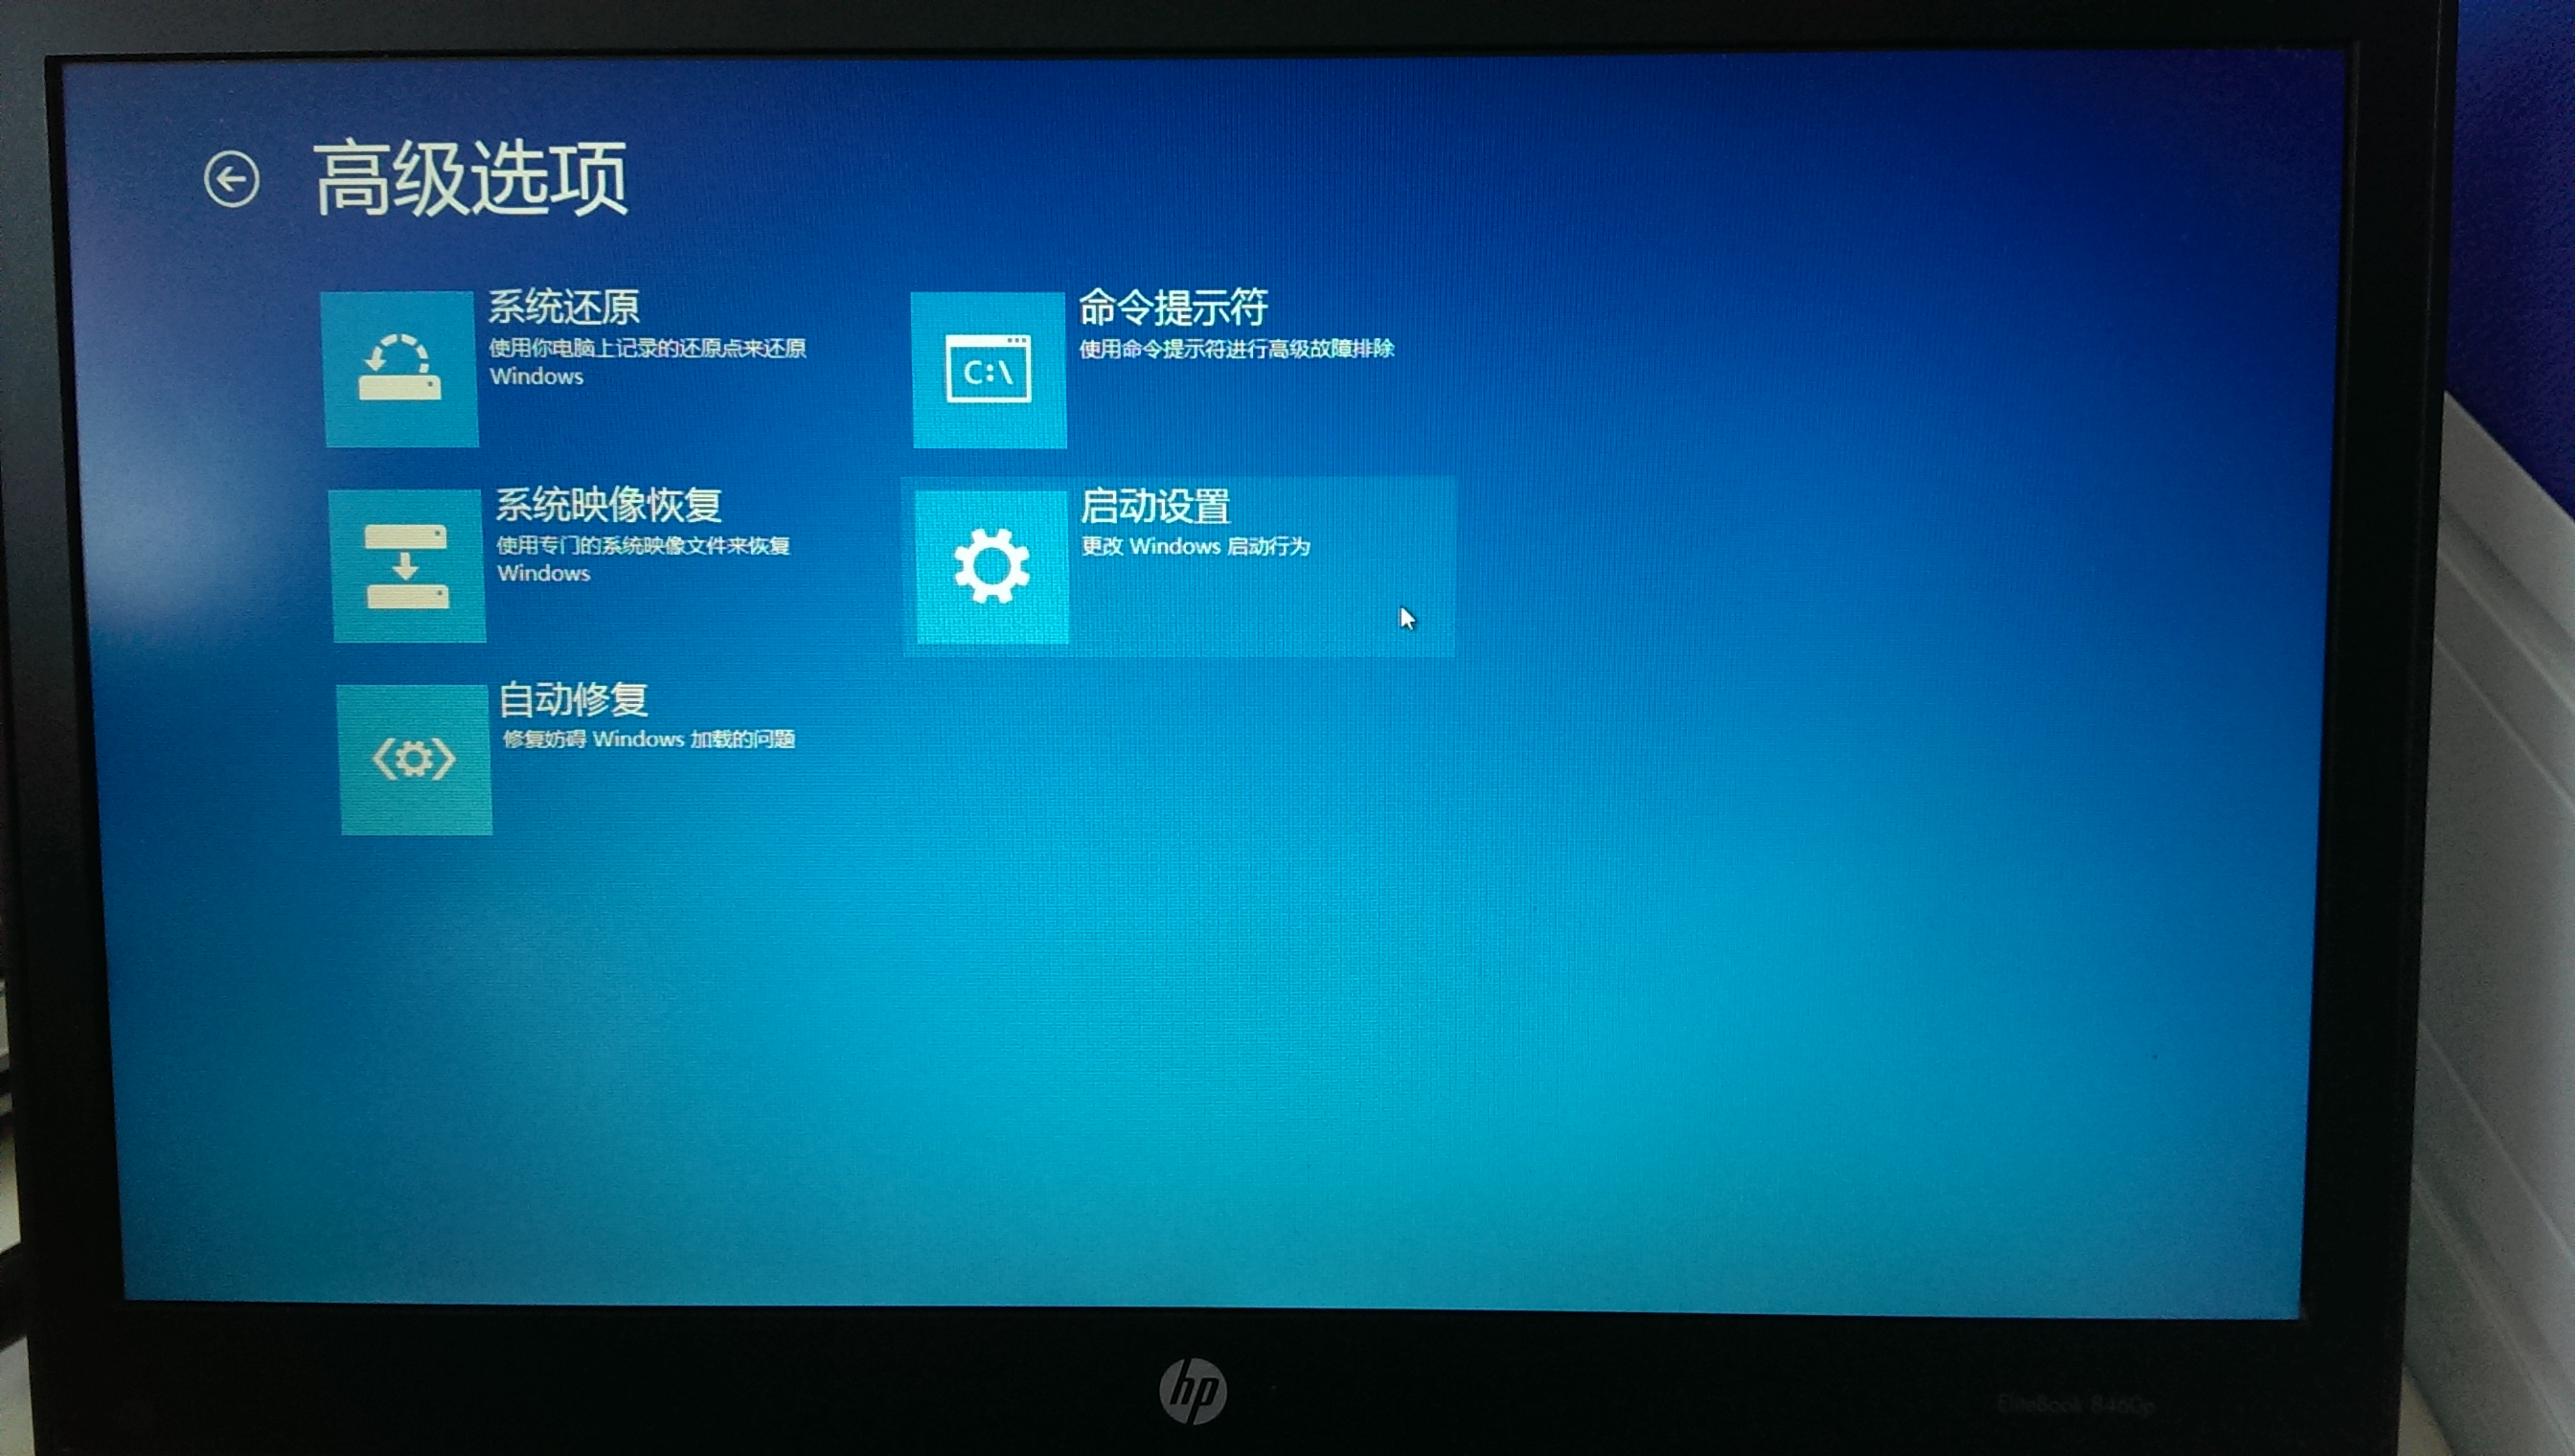 高级选项
系统还原
使用你电脑上记录的还原点来还原
Windows
命令提示符
使用命令提示符进行高级故障排除
C:\
系统映像恢复
使用专门的系统映像文件来恢复
Windows
启动设置
更改 Windows 启动行为
自动修复
修复妨碍 Windows 加载的问题
hp
EliteBook 8460p